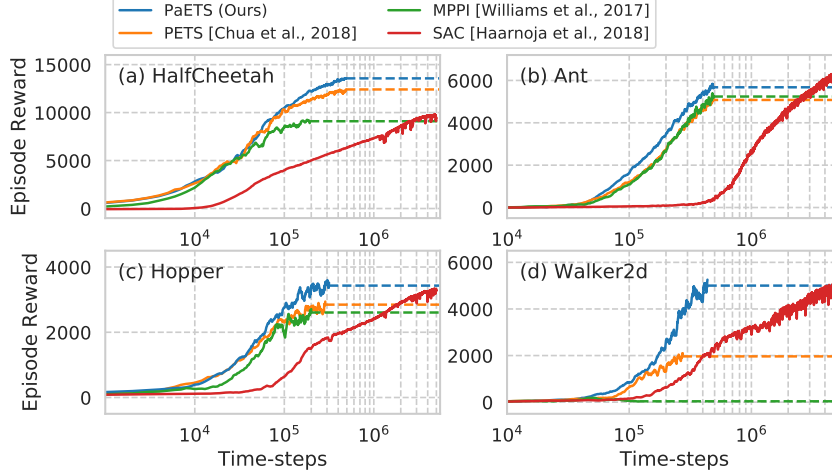 PaETS (Ours)
MPPI [Williams et al., 2017]
PETS [Chua et al., 2018]
SAC [Haarnoja et al., 2018]
Episode Reward
15000
10000
5000
0
(a) HalfCheetah
10^4 10^5 10^6
6000
4000
2000
0
(b) Ant
10^4 10^5 10^6
Episode Reward
4000
2000
0
(c) Hopper
10^4 10^5 10^6
Time-steps
6000
4000
2000
0
(d) Walker2d
10^4 10^5 10^6
Time-steps